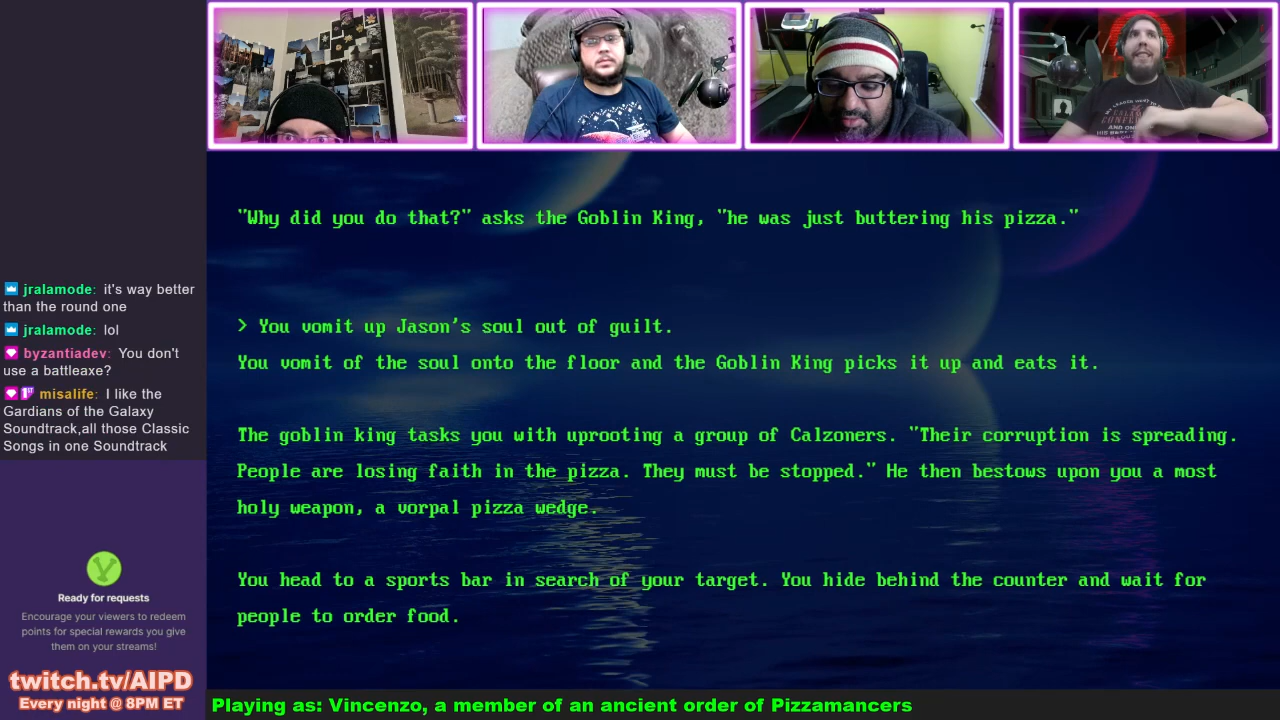 "Why did you do that?" asks the Goblin King, "he was just buttering his pizza."
> You vomit up Jason's soul out of guilt.
You vomit of the soul onto the floor and the Goblin King picks it up and eats it.
The goblin king tasks you with uprooting a group of Calzoners. "Their corruption is spreading.
People are losing faith in the pizza. They must be stopped." He then bestows upon you a most
holy weapon, a vorpal pizza wedge.
You head to a sports bar in search of your target. You hide behind the counter and wait for
people to order food.
jralamode: it's way better
than the round one
jralamode: lol
byzantiadev: You don't
use a battleaxe?
misalife: I like the
Gardians of the Galaxy
Soundtrack,all those Classic
Songs in one Soundtrack
Ready for requests
Encourage your viewers to redeem
points for special rewards you give
them on your streams!
twitch.tv/AIPD
Every night @ 8PM ET
Playing as: Vincenzo, a member of an ancient order of Pizzamancers